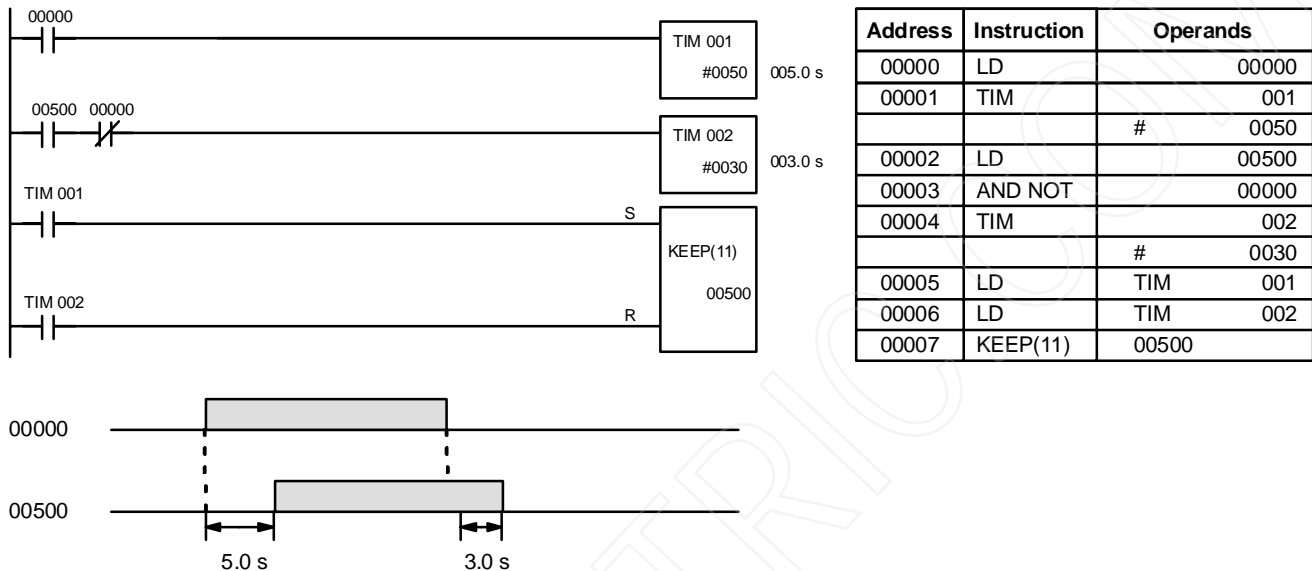 00000
TIM 001
#0050 005.0 s
00500 00000
TIM 002
#0030 003.0 s
TIM 001
S
KEEP(11)
00500
TIM 002
R
Address Instruction Operands
00000 LD 00000
00001 TIM 001
# 0050
00002 LD 00500
00003 AND NOT 00000
00004 TIM 002
# 0030
00005 LD TIM 001
00006 LD TIM 002
00007 KEEP(11) 00500
00000
00500
5.0 s 3.0 s
TRIC COM